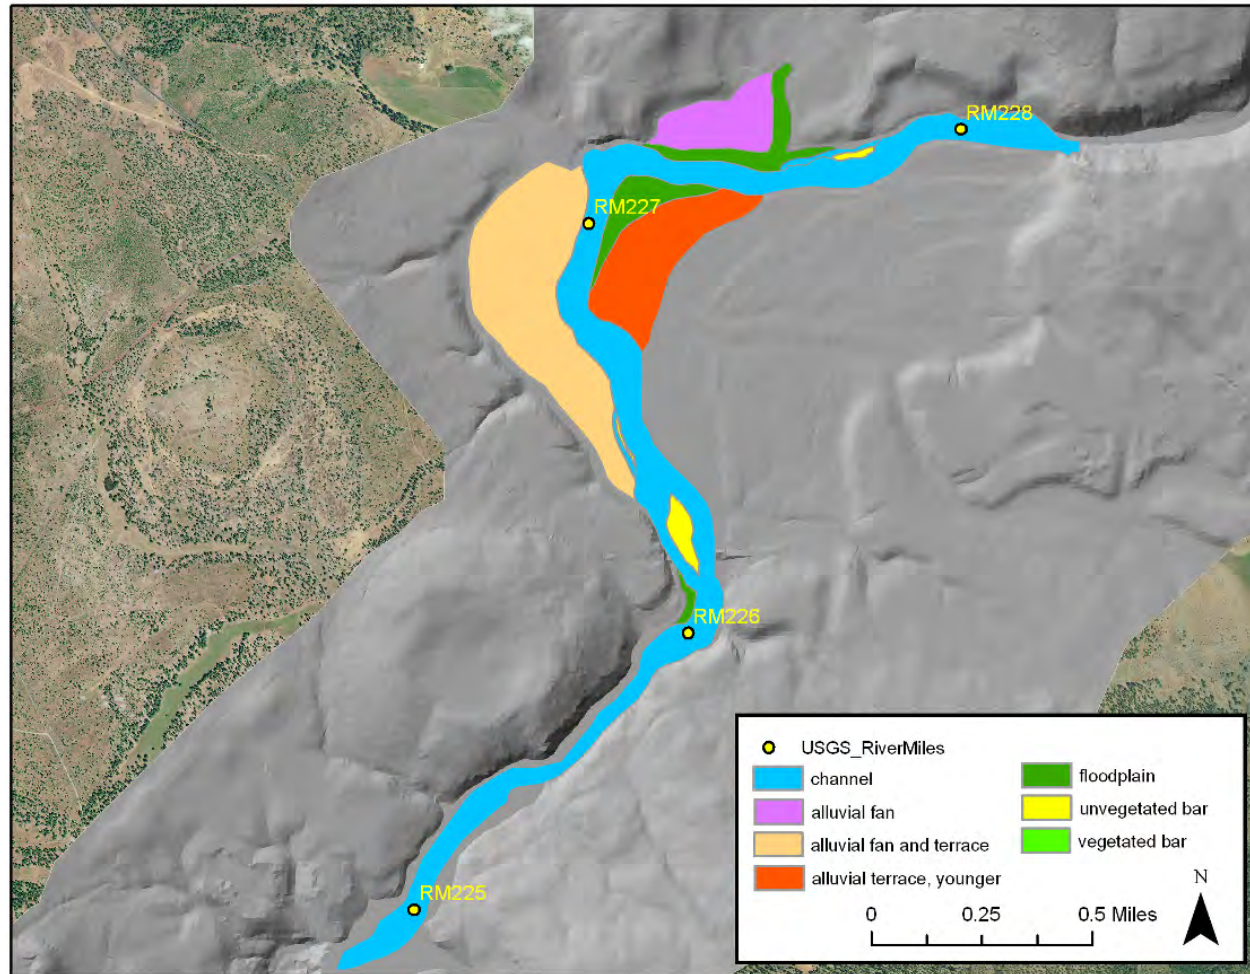 RM228
RM227
RM226
RM225
USGS_RiverMiles
channel
alluvial fan
alluvial fan and terrace
alluvial terrace, younger
floodplain
unvegetated bar
vegetated bar
N
0 0.25 0.5 Miles